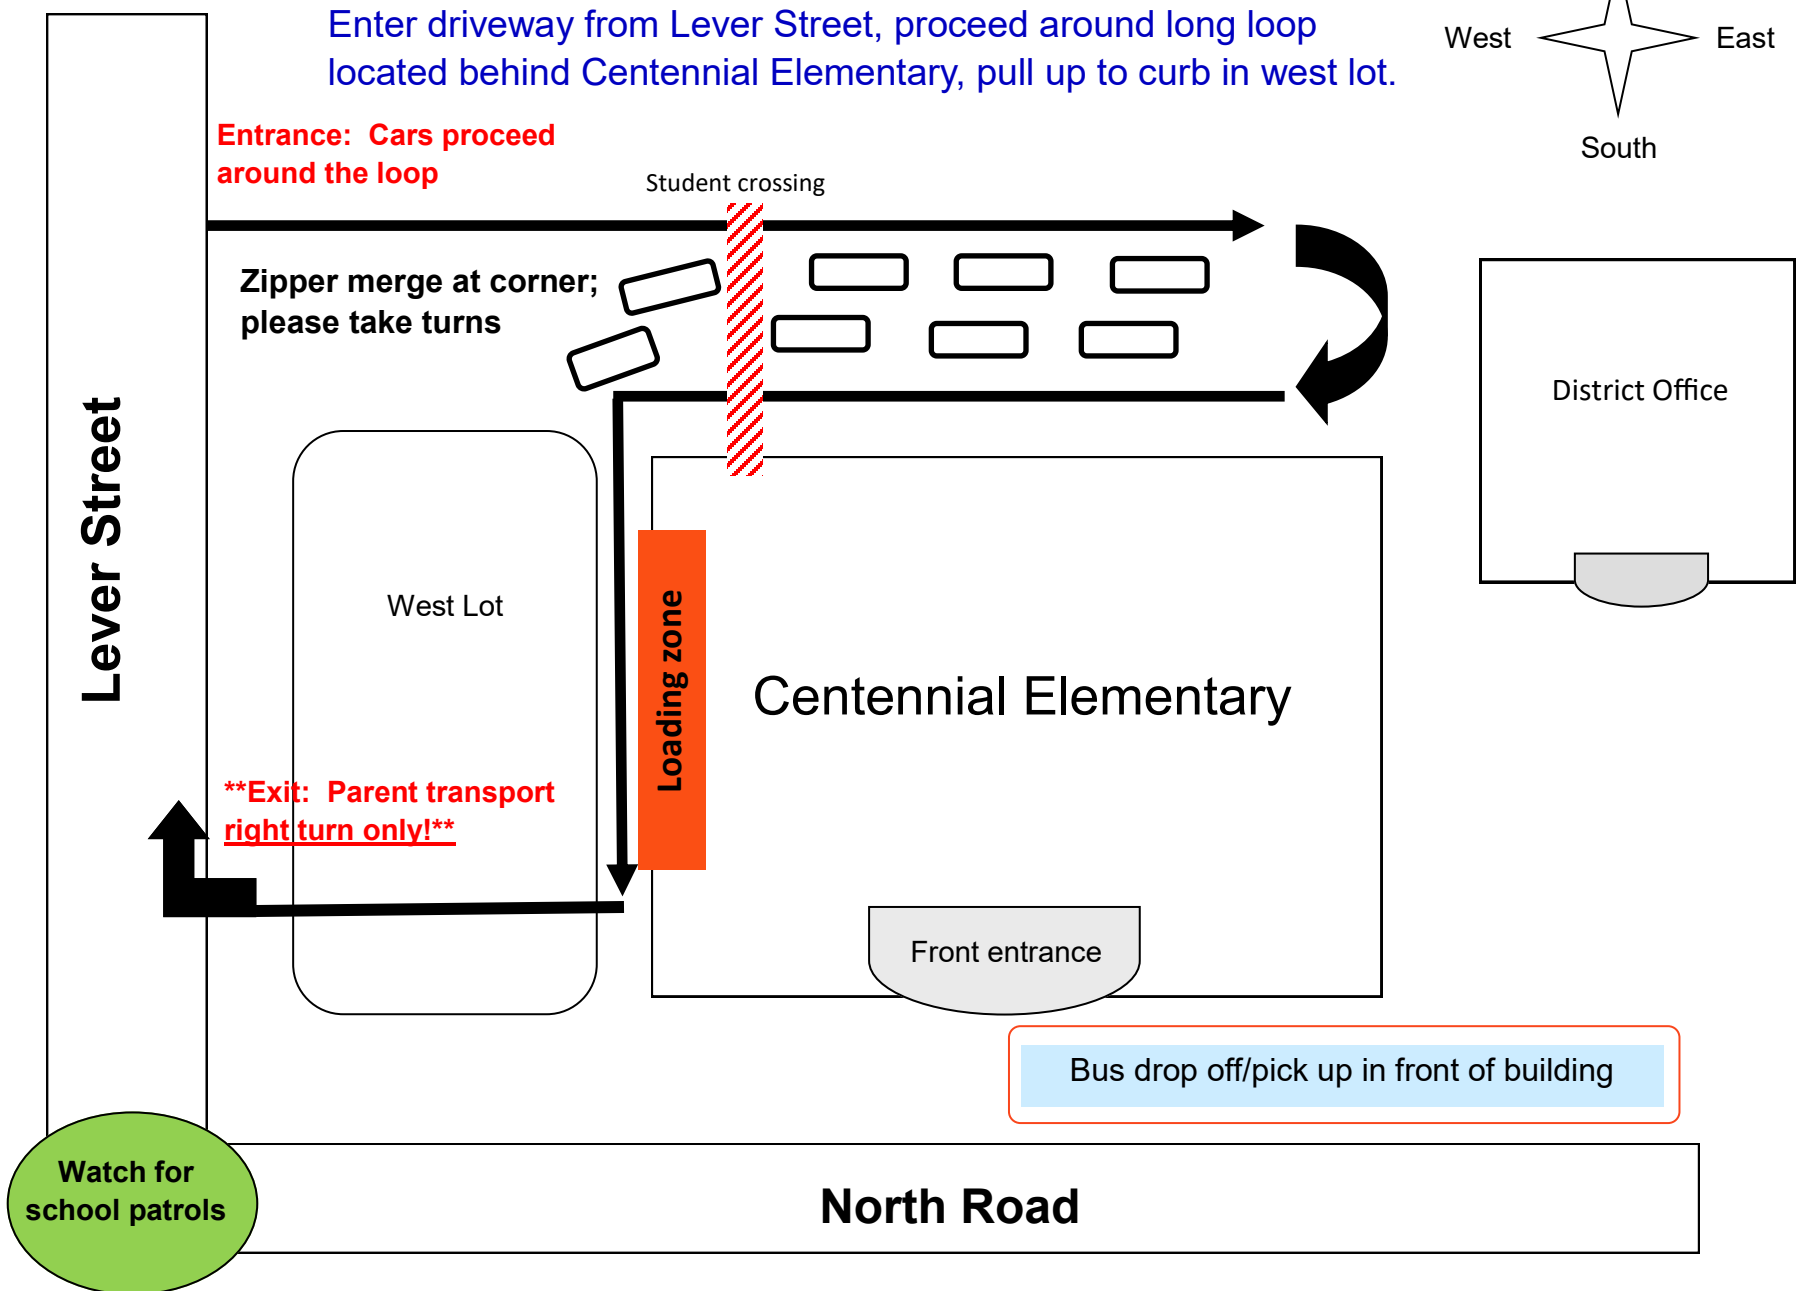 Enter driveway from Lever Street, proceed around long loop
located behind Centennial Elementary, pull up to curb in west lot.
West
East
South
Entrance:  Cars proceed
around the loop
Student crossing
Zipper merge at corner;
please take turns
District Office
Lever Street
West Lot
Loading zone
Centennial Elementary
**Exit:  Parent transport
right turn only!**
Front entrance
Bus drop off/pick up in front of building
Watch for
school patrols
North Road